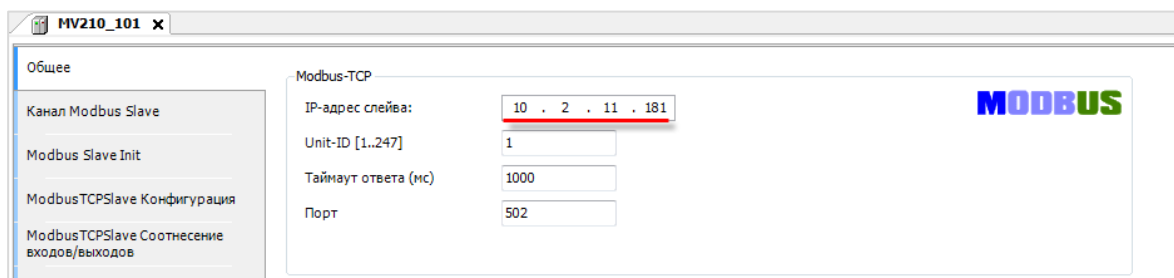 MV210_101 x
Общее
Канал Modbus Slave
Modbus Slave Init
ModbusTCPSlave Конфигурация
ModbusTCPSlave Соотнесение
входов/выходов
Modbus-TCP
IP-адрес слейва: 10 . 2 . 11 . 181
Unit-ID [1..247] 1
Таймаут ответа (мс) 1000
Порт 502
MODBUS